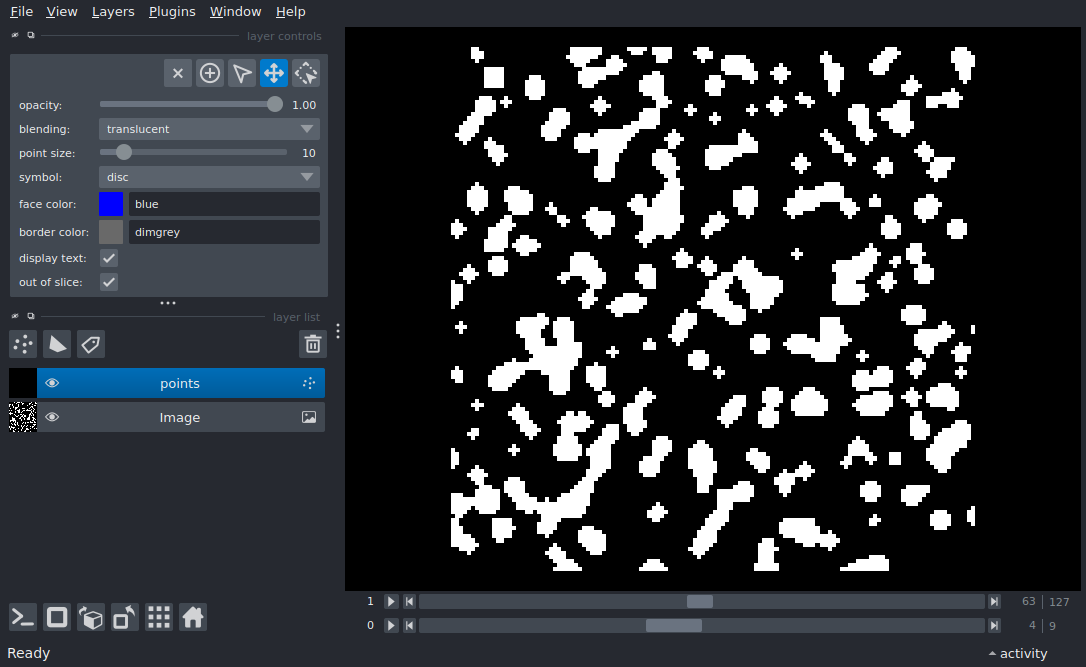 File View Layers Plugins Window Help
layer controls
opacity: 1.00
blending: translucent
point size: 10
symbol: disc
face color: blue
border color: dimgrey
display text:
out of slice:
layer list
points
Image
1 63 127
0 4 9
Ready activity